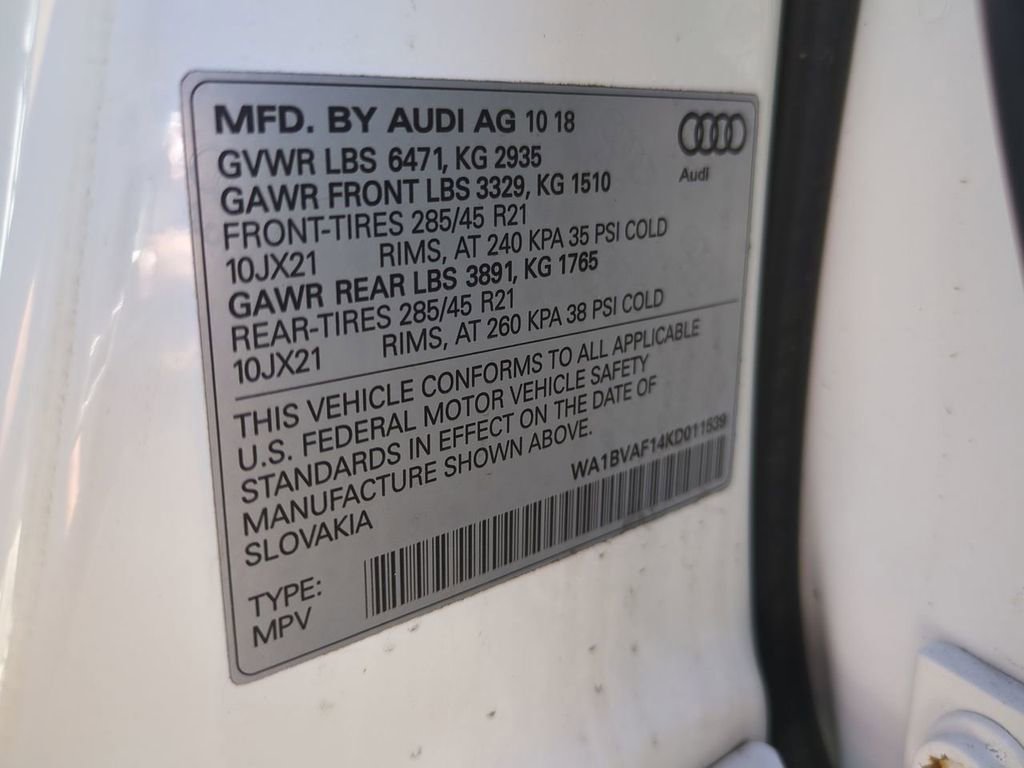 MFD. BY AUDI AG 10 18
Audi
GVWR LBS 6471, KG 2935
GAWR FRONT LBS 3329, KG 1510
FRONT-TIRES 285/45 R21
10JX21 RIMS, AT 240 KPA 35 PSI COLD
GAWR REAR LBS 3891, KG 1765
REAR-TIRES 285/45 R21
10JX21 RIMS, AT 260 KPA 38 PSI COLD
THIS VEHICLE CONFORMS TO ALL APPLICABLE
U.S. FEDERAL MOTOR VEHICLE SAFETY
STANDARDS IN EFFECT ON THE DATE OF
MANUFACTURE SHOWN ABOVE.
SLOVAKIA
WA1BVAF14KD011539
TYPE:
MPV